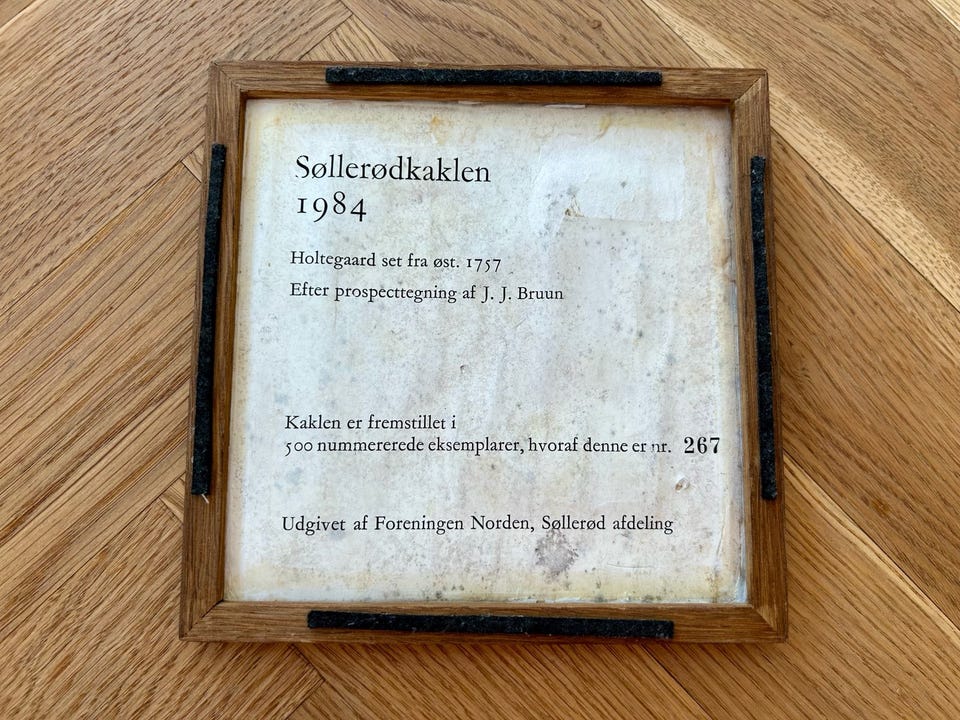 Søllerødkaklen
1984
Holtegaard set fra øst. 1757
Efter prospecttegning af J. J. Bruun
Kaklen er fremstillet i
500 nummererede eksemplarer, hvoraf denne er nr. 267
Udgivet af Foreningen Norden, Søllerød afdeling